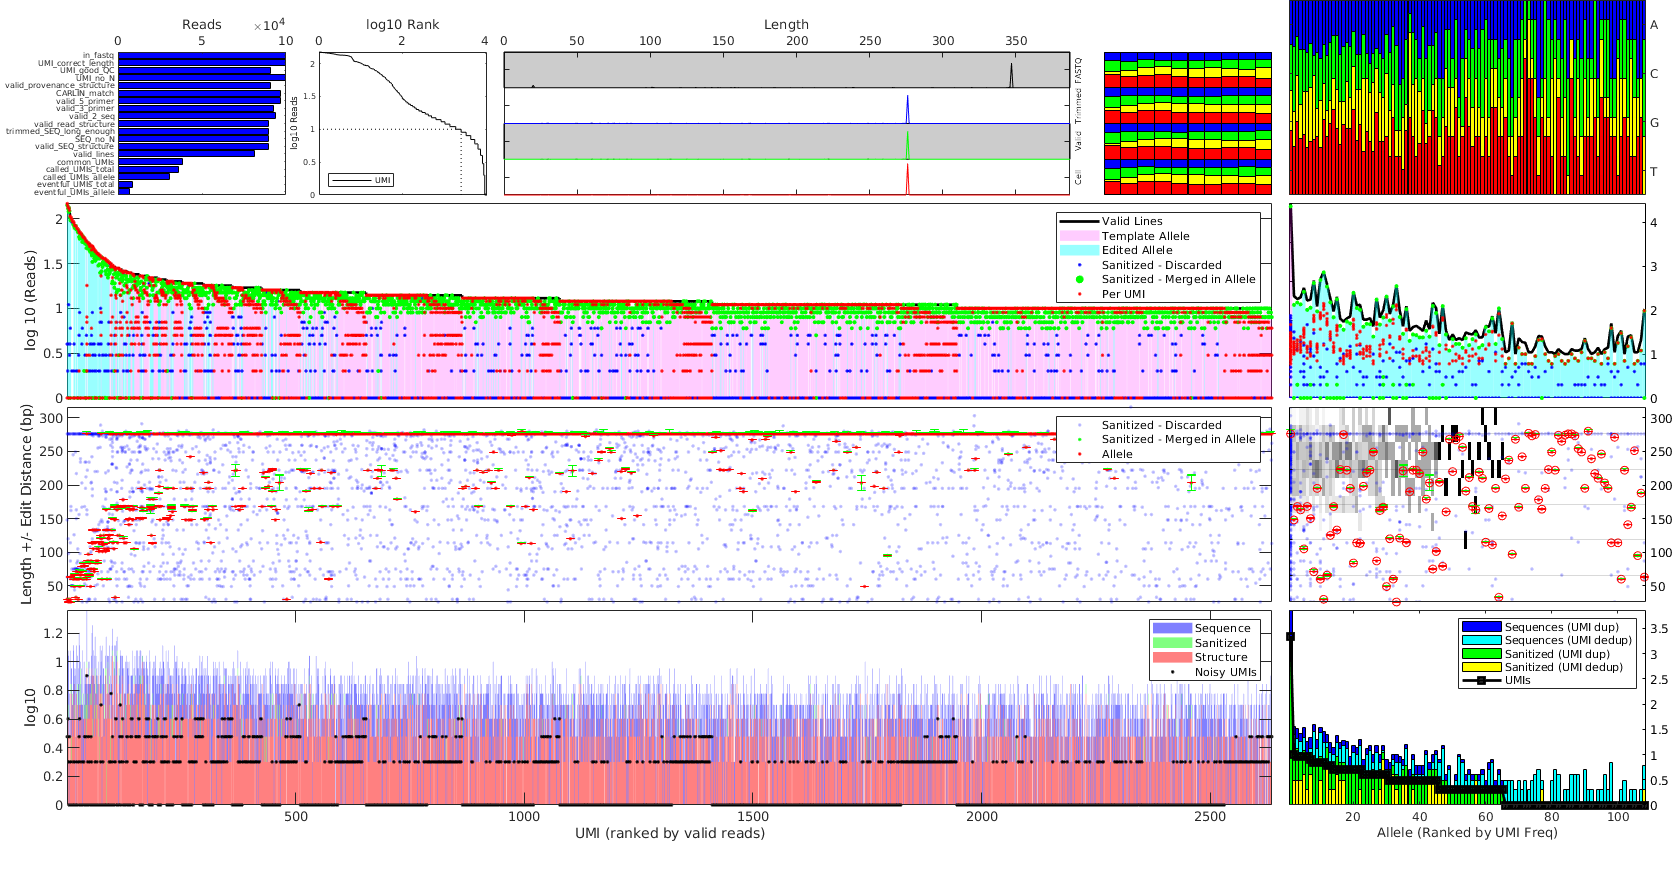 Reads
×10⁴
0 5 10
in_fastq
UMI_correct_length
UMI_good_QC
UMI_no_N
valid_provenance_structure
CARLIN_match
valid_5_primer
valid_3_primer
valid_2_seq
valid_read_structure
trimmed_SEQ_long_enough
SEQ_no_N
valid_SEQ_structure
valid_lines
common_UMIs
called_UMIs_total
called_UMIs_allele
eventful_UMIs_total
eventful_UMIs_allele
log10 Rank
0 2 4
log10 Reads
2
1.5
1
0.5
0
UMI
Length
0 50 100 150 200 250 300 350
FASTQ
Trimmed
Valid
Cell
A
C
G
T
log 10 (Reads)
2
1.5
1
0.5
0
Valid Lines
Template Allele
Edited Allele
Sanitized - Discarded
Sanitized - Merged in Allele
Per UMI
4
3
2
1
0
Length +/- Edit Distance (bp)
300
250
200
150
100
50
Sanitized - Discarded
Sanitized - Merged in Allele
Allele
300
250
200
150
100
50
log10
1.2
1
0.8
0.6
0.4
0.2
0
Sequence
Sanitized
Structure
Noisy UMIs
500 1000 1500 2000 2500
UMI (ranked by valid reads)
Sequences (UMI dup)
Sequences (UMI dedup)
Sanitized (UMI dup)
Sanitized (UMI dedup)
UMIs
3.5
3
2.5
2
1.5
1
0.5
0
20 40 60 80 100
Allele (Ranked by UMI Freq)